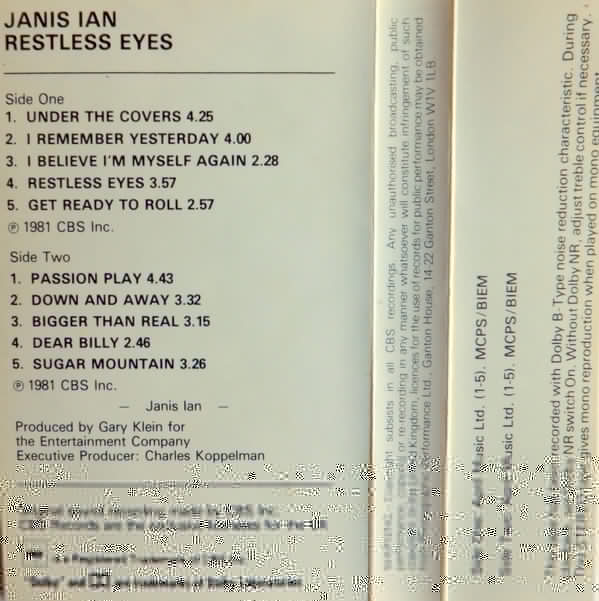 JANIS IAN
RESTLESS EYES
Side One
1. UNDER THE COVERS 4.25
2. I REMEMBER YESTERDAY 4.00
3. I BELIEVE I'M MYSELF AGAIN 2.28
4. RESTLESS EYES 3.57
5. GET READY TO ROLL 2.57
℗ 1981 CBS Inc.
Side Two
1. PASSION PLAY 4.43
2. DOWN AND AWAY 3.32
3. BIGGER THAN REAL 3.15
4. DEAR BILLY 2.46
5. SUGAR MOUNTAIN 3.26
℗ 1981 CBS Inc.
— Janis Ian —
Produced by Gary Klein for
the Entertainment Company
Executive Producer: Charles Koppelman
subsists in all CBS recordings. Any unauthorised broadcasting, public
or re-recording in any manner whatsoever will constitute infringement of such
Kingdom, licences for the use of records for public performance may be obtained
Performance Ltd., Ganton House, 14-22 Ganton Street, London W1V 1LB.
Music Ltd. (1-5). MCPS/BIEM
Music Ltd. (1-5). MCPS/BIEM
recorded with Dolby B-Type noise reduction characteristic. During
NR switch On. Without Dolby NR, adjust treble control if necessary.
gives mono reproduction when played on mono equipment